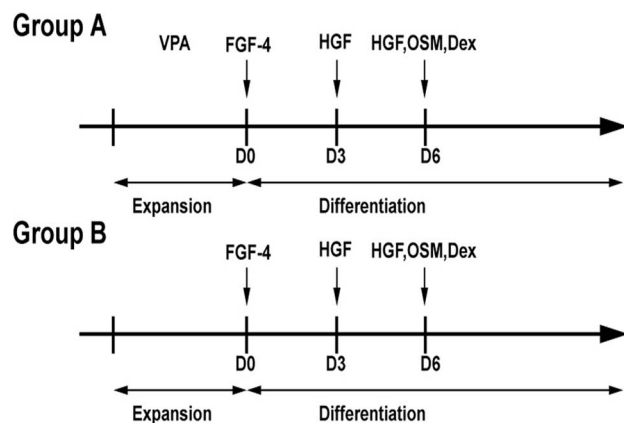 Group A
VPA FGF-4 HGF HGF,OSM,Dex
D0 D3 D6
Expansion Differentiation
Group B
FGF-4 HGF HGF,OSM,Dex
D0 D3 D6
Expansion Differentiation